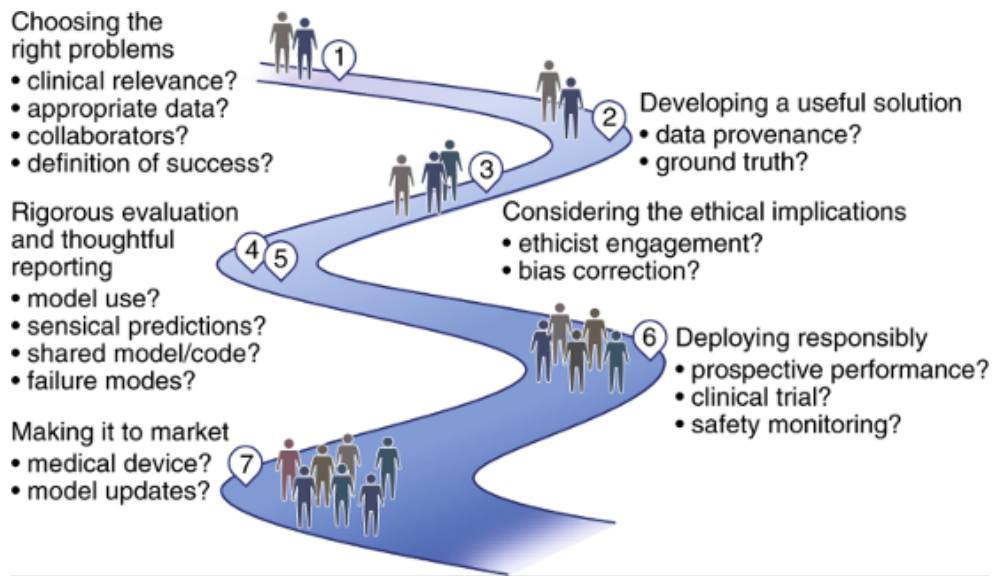 Choosing the
right problems
• clinical relevance?
• appropriate data?
• collaborators?
• definition of success?
1
2
Developing a useful solution
• data provenance?
• ground truth?
3
Considering the ethical implications
• ethicist engagement?
• bias correction?
Rigorous evaluation
and thoughtful
reporting
• model use?
• sensical predictions?
• shared model/code?
• failure modes?
4
5
6
Deploying responsibly
• prospective performance?
• clinical trial?
• safety monitoring?
Making it to market
• medical device?
• model updates?
7